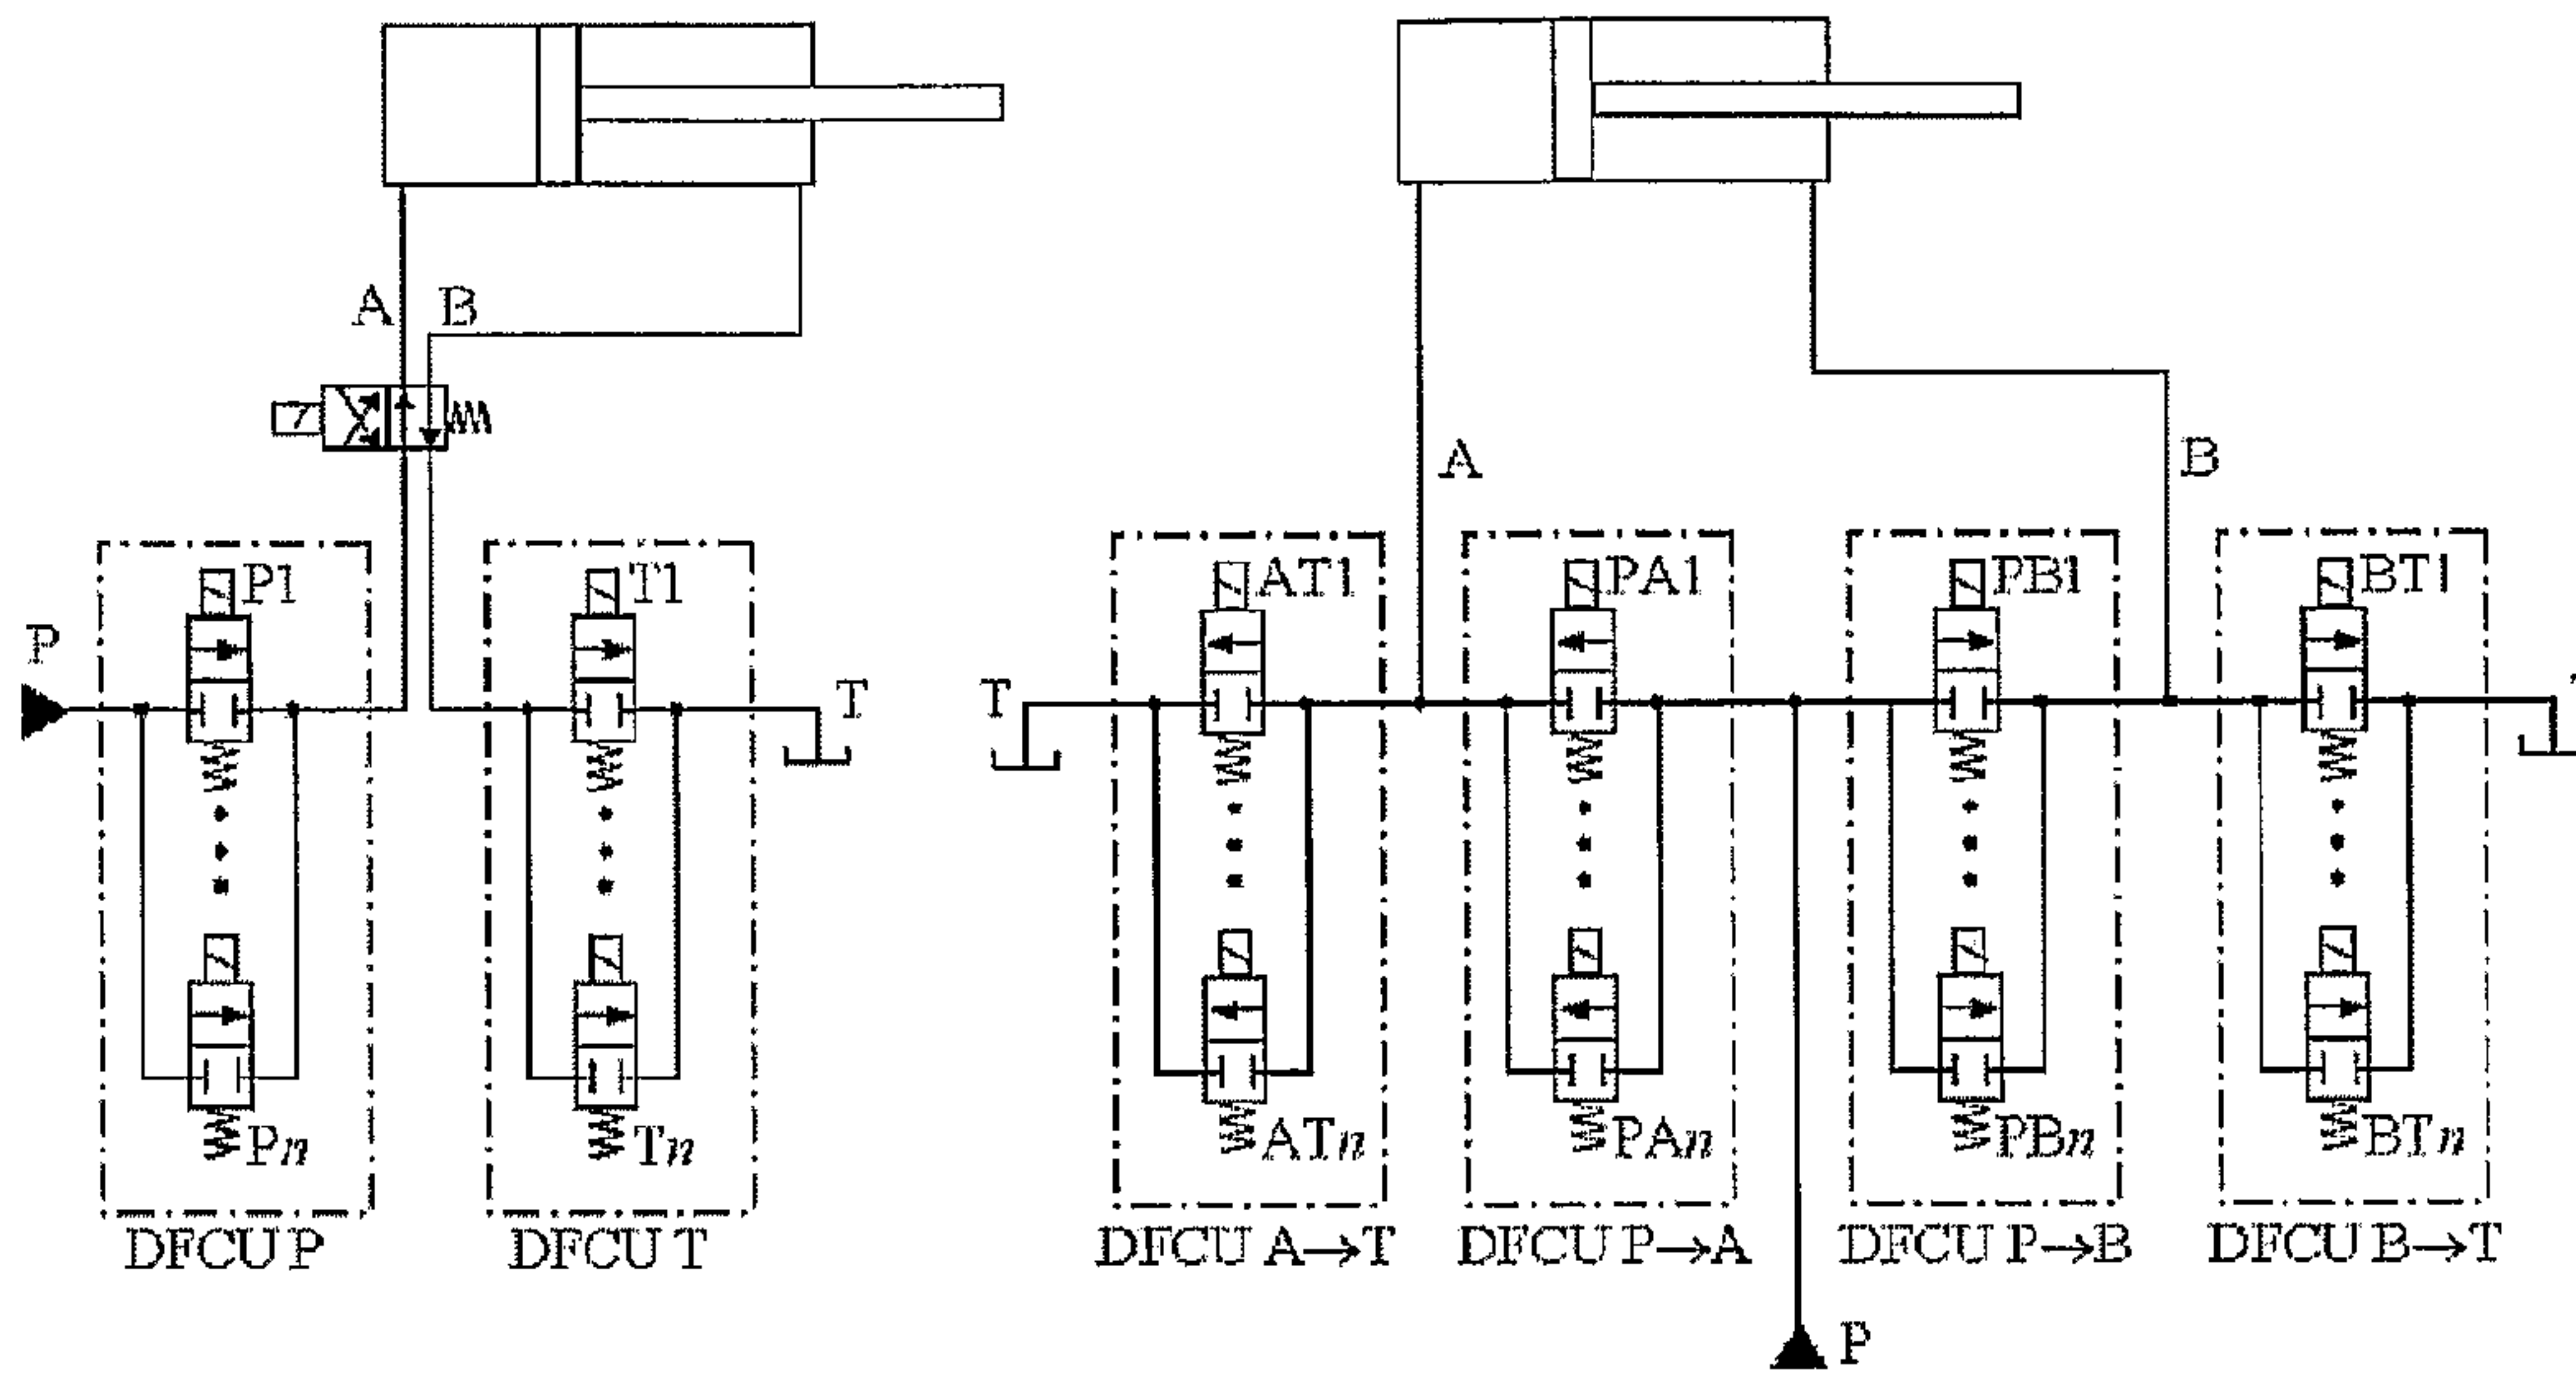 A B
A
B
P
P1
T1
T
Pn
Tn
DFCU P
DFCU T
T
AT1
PA1
PB1
BT1
ATn
PAn
PBn
BTn
DFCU A→T
DFCU P→A
DFCU P→B
DFCU B→T
P